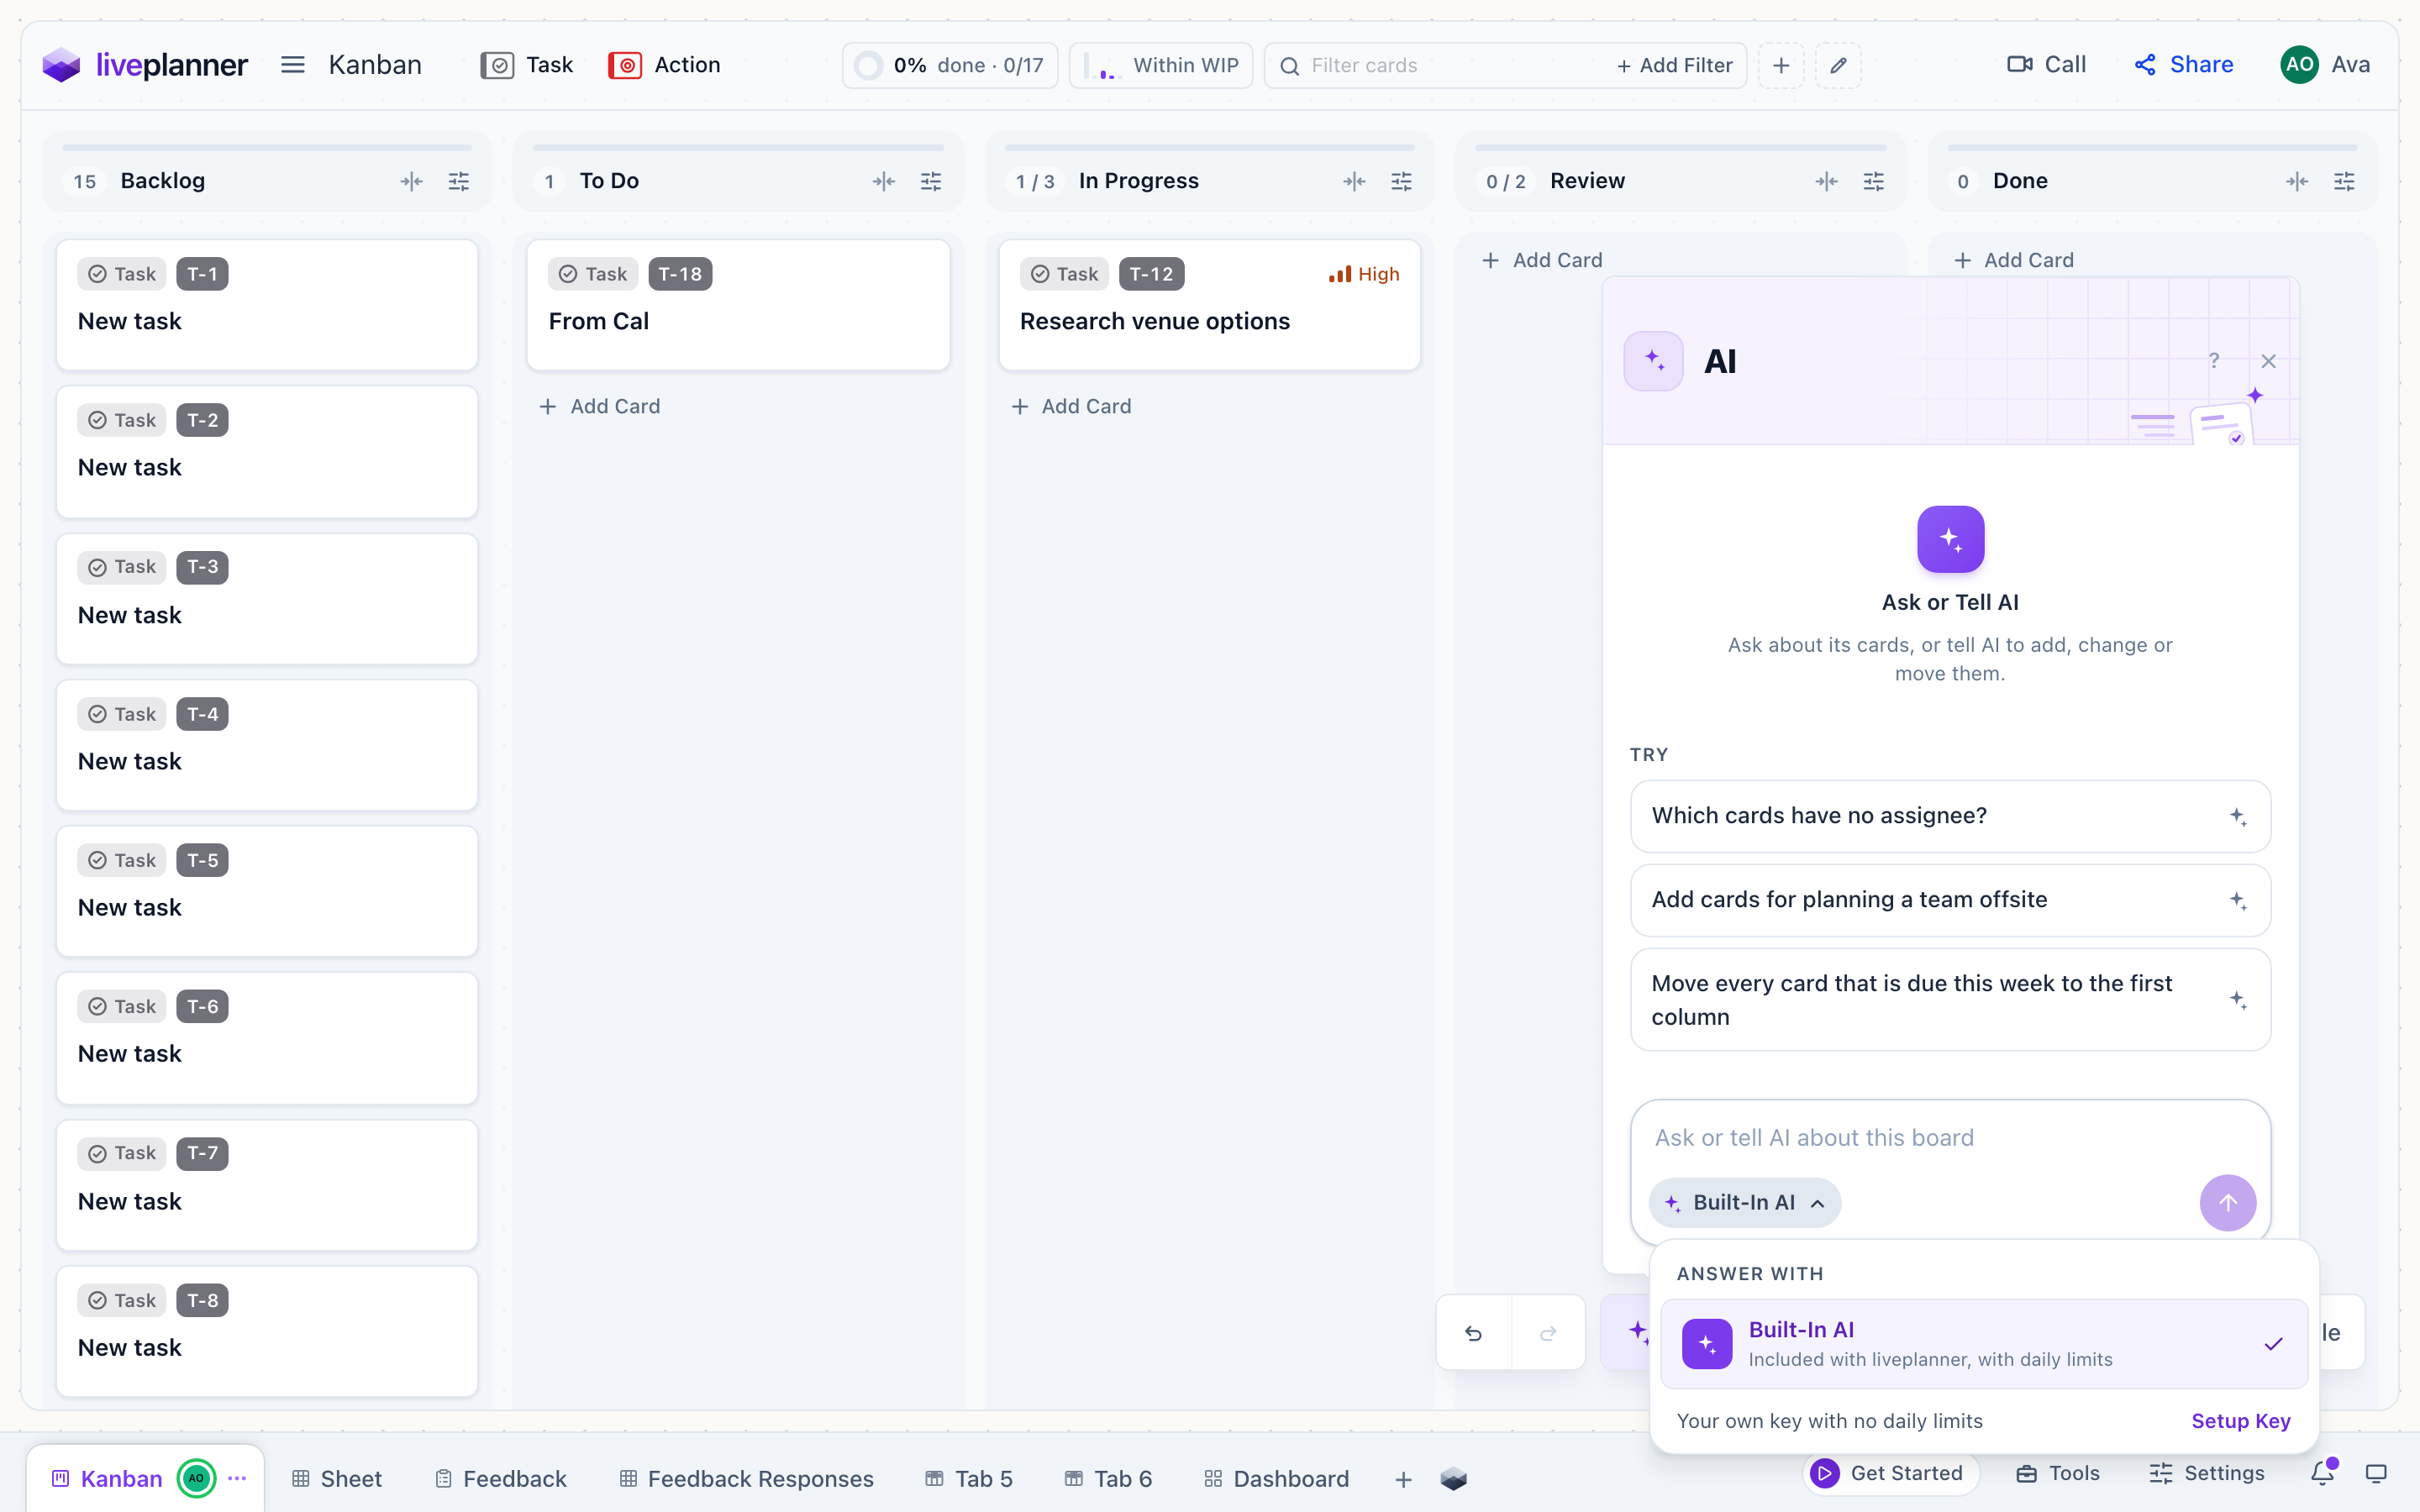 liveplanner
Kanban
Task
Action
0% done · 0/17
Within WIP
Filter cards
+ Add Filter
Call
Share
AO
Ava
15 Backlog
1 To Do
1 / 3 In Progress
0 / 2 Review
0 Done
Task T-1
New task
Task T-2
New task
Task T-3
New task
Task T-4
New task
Task T-5
New task
Task T-6
New task
Task T-7
New task
Task T-8
New task
Task T-18
From Cal
+ Add Card
Task T-12 High
Research venue options
+ Add Card
+ Add Card
+ Add Card
AI
?
Ask or Tell AI
Ask about its cards, or tell AI to add, change or
move them.
TRY
Which cards have no assignee?
Add cards for planning a team offsite
Move every card that is due this week to the first
column
Ask or tell AI about this board
Built-In AI
ANSWER WITH
Built-In AI
Included with liveplanner, with daily limits
Your own key with no daily limits
Setup Key
Kanban
AO
Sheet
Feedback
Feedback Responses
Tab 5
Tab 6
Dashboard
Get Started
Tools
Settings